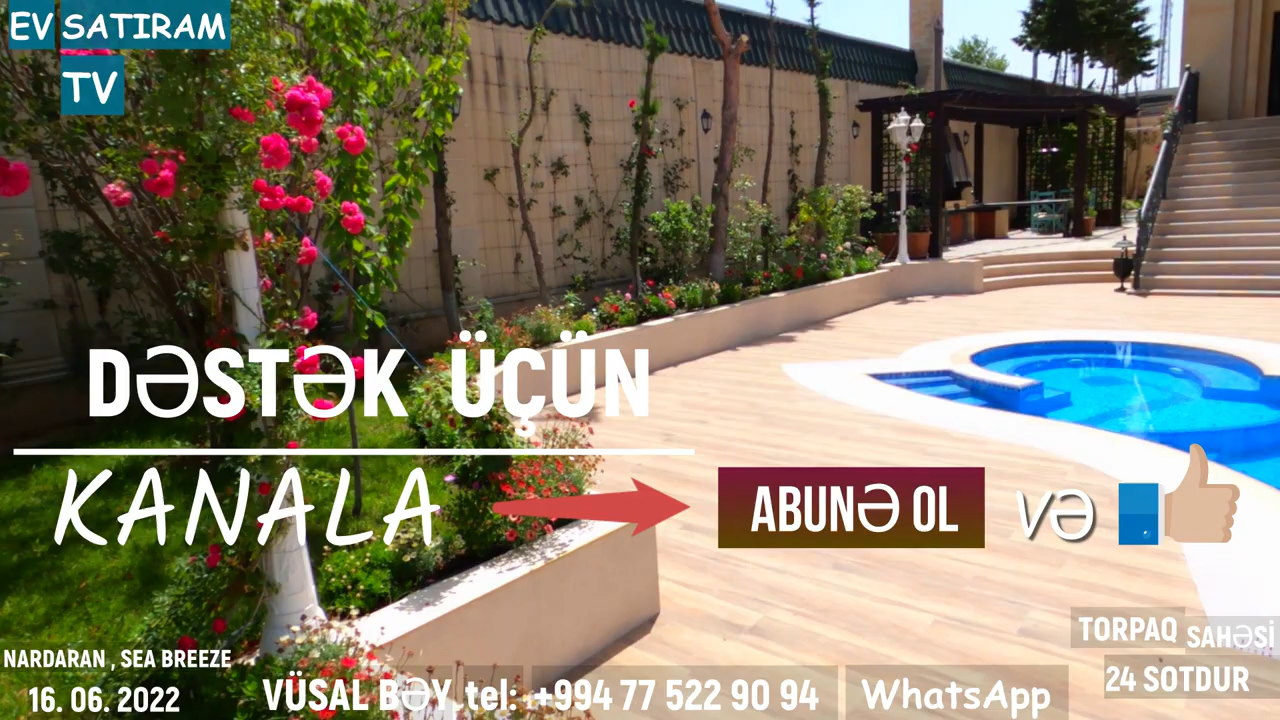 EV SATIRAM
TV
DƏSTƏK ÜÇÜN
KANALA
ABUNƏ OL
VƏ
TORPAQ SAHƏSİ
24 SOTDUR
NARDARAN , SEA BREEZE
16. 06. 2022
VÜSAL BƏY, tel: +994 77 522 90 94 WhatsApp